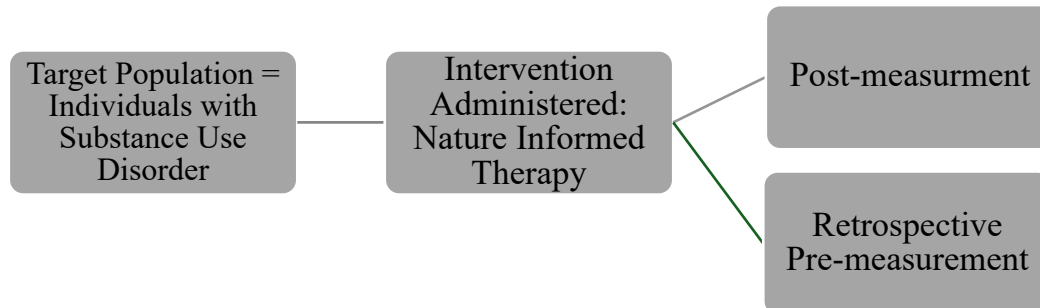 Target Population =
Individuals with
Substance Use
Disorder
Intervention
Administered:
Nature Informed
Therapy
Post-measurment
Retrospective
Pre-measurement